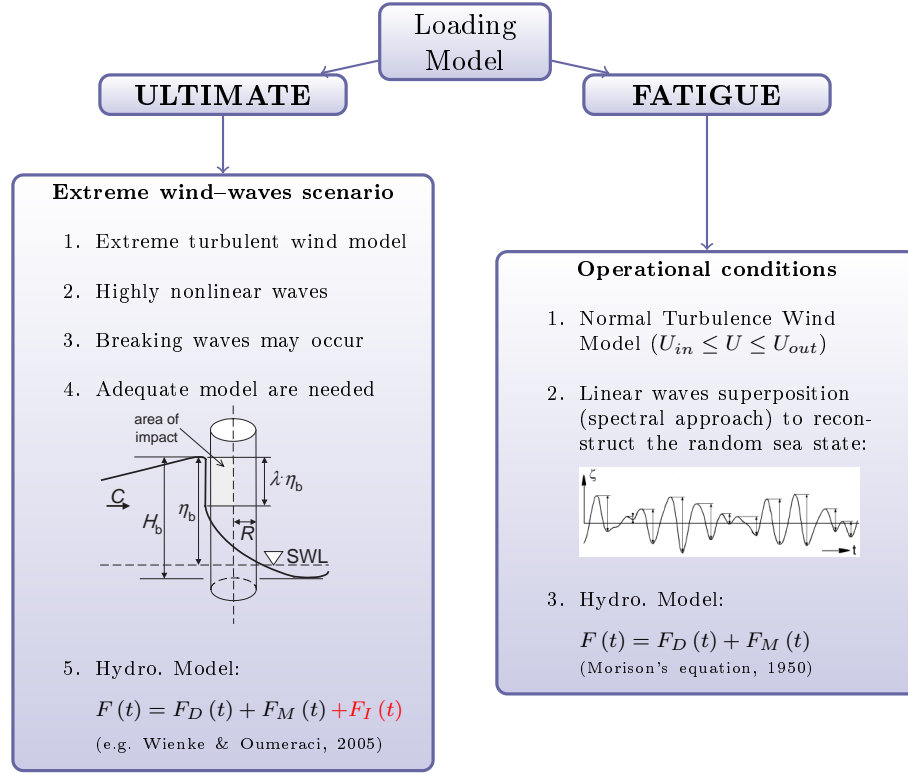 Loading
Model
ULTIMATE
FATIGUE
Extreme wind–waves scenario
1. Extreme turbulent wind model
2. Highly nonlinear waves
3. Breaking waves may occur
4. Adequate model are needed
area of
impact
λ·η_b
C
η_b
H_b
R
SWL
5. Hydro. Model:
F (t) = F_D (t) + F_M (t) +F_I (t)
(e.g. Wienke & Oumeraci, 2005)
Operational conditions
1. Normal Turbulence Wind
Model (U_in ≤ U ≤ U_out)
2. Linear waves superposition
(spectral approach) to recon-
struct the random sea state:
ζ
t
3. Hydro. Model:
F (t) = F_D (t) + F_M (t)
(Morison's equation, 1950)